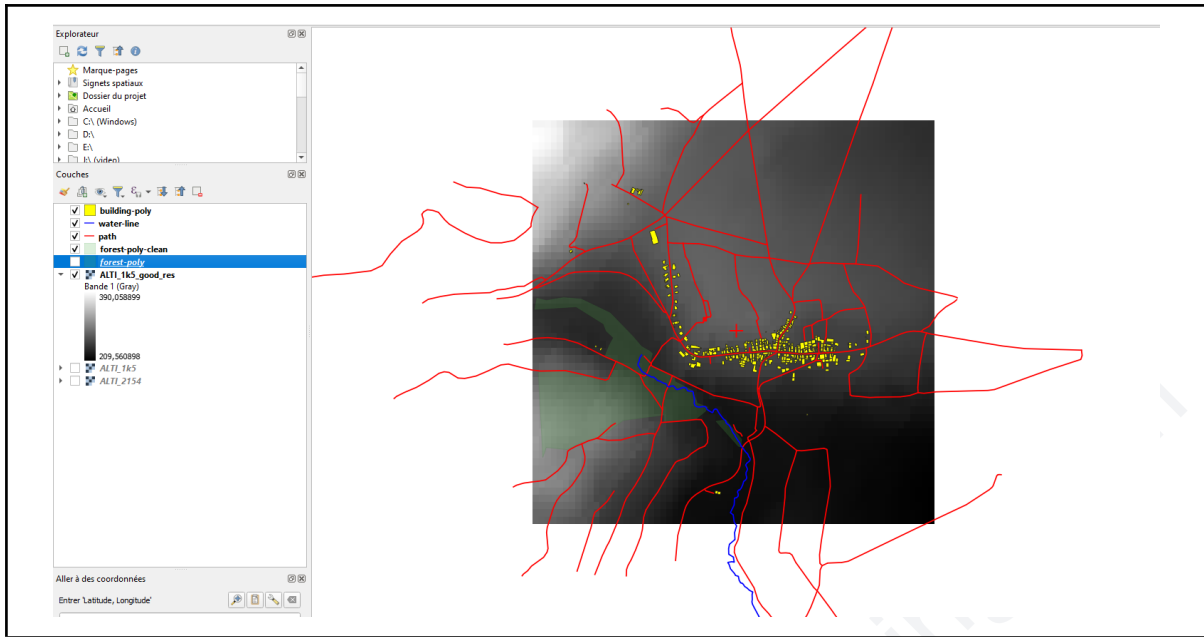 Explorateur
Marque-pages
Signets spatiaux
Dossier du projet
Accueil
C:\ (Windows)
D:\
E:\
I:\ (video)
Couches
building-poly
water-line
path
forest-poly-clean
forest-poly
ALTI_1k5_good_res
Bande 1 (Gray)
390,058899
209,560898
ALTI_1k5
ALTI_2154
Aller à des coordonnées
Entrer 'Latitude, Longitude'